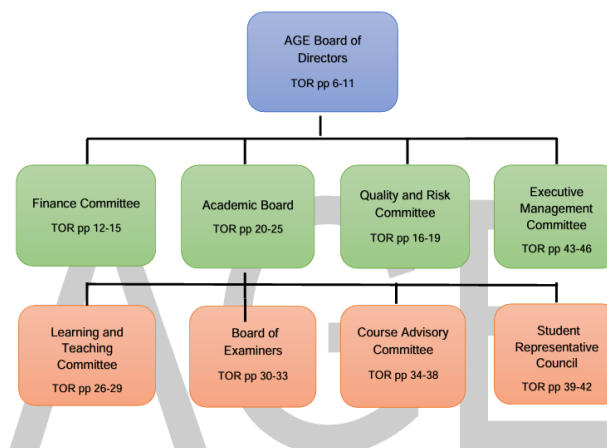 AGE Board of
Directors
TOR pp 6-11
Finance Committee
TOR pp 12-15
Academic Board
TOR pp 20-25
Quality and Risk
Committee
TOR pp 16-19
Executive
Management
Committee
TOR pp 43-46
Learning and
Teaching
Committee
TOR pp 26-29
Board of
Examiners
TOR pp 30-33
Course Advisory
Committee
TOR pp 34-38
Student
Representative
Council
TOR pp 39-42
AGE